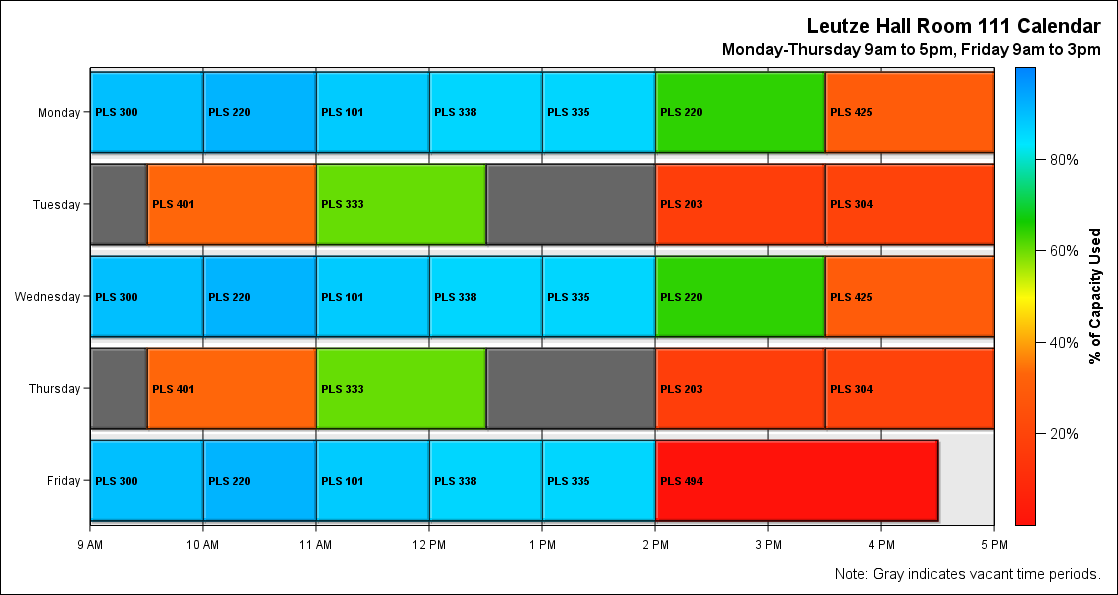 Leutze Hall Room 111 Calendar
Monday-Thursday 9am to 5pm, Friday 9am to 3pm
Monday PLS 300 PLS 220 PLS 101 PLS 338 PLS 335 PLS 220 PLS 425
Tuesday PLS 401 PLS 333 PLS 203 PLS 304
Wednesday PLS 300 PLS 220 PLS 101 PLS 338 PLS 335 PLS 220 PLS 425
Thursday PLS 401 PLS 333 PLS 203 PLS 304
Friday PLS 300 PLS 220 PLS 101 PLS 338 PLS 335 PLS 494
9 AM 10 AM 11 AM 12 PM 1 PM 2 PM 3 PM 4 PM 5 PM
80%
60%
40%
20%
% of Capacity Used
Note: Gray indicates vacant time periods.